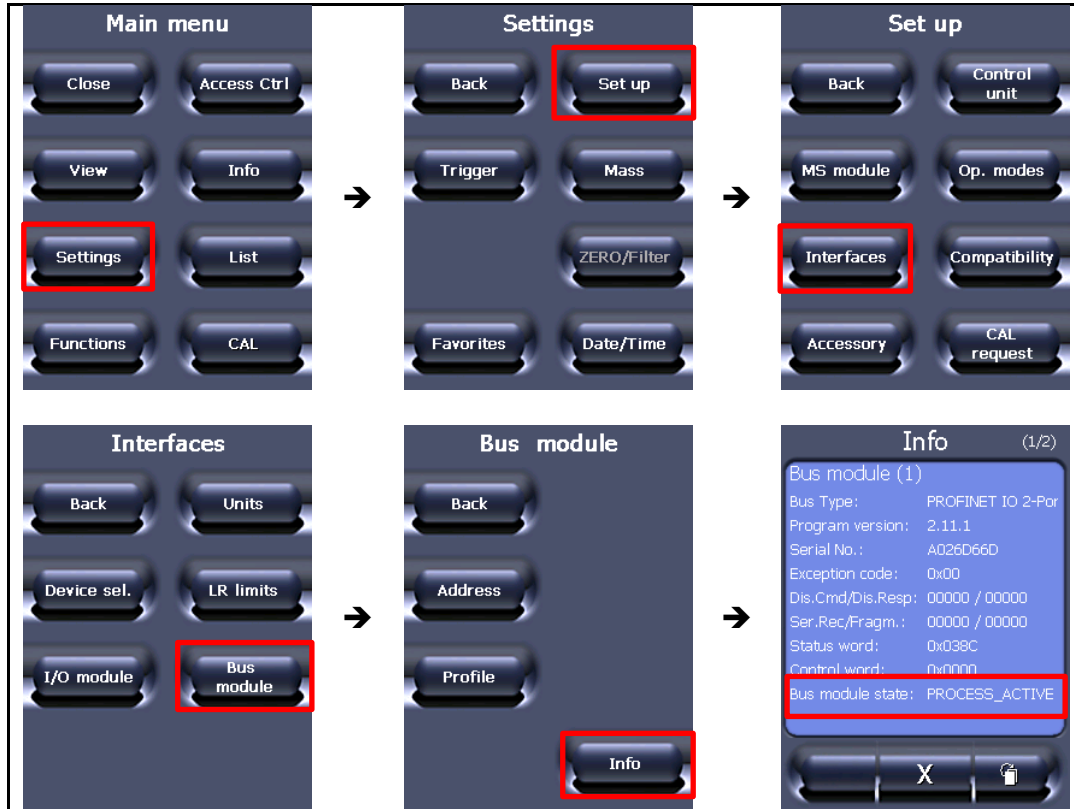 Main menu
Close
Access Ctrl
View
Info
Settings
List
Functions
CAL
➔
Settings
Back
Set up
Trigger
Mass
ZERO/Filter
Favorites
Date/Time
➔
Set up
Back
Control
unit
MS module
Op. modes
Interfaces
Compatibility
Accessory
CAL
request
Interfaces
Back
Units
Device sel.
LR limits
I/O module
Bus
module
➔
Bus module
Back
Address
Profile
Info
➔
Info (1/2)
Bus module (1)
Bus Type: PROFINET IO 2-Por
Program version: 2.11.1
Serial No.: A026D66D
Exception code: 0x00
Dis.Cmd/Dis.Resp: 00000 / 00000
Ser.Rec/Fragm.: 00000 / 00000
Status word: 0x038C
Control word: 0x0000
Bus module state: PROCESS_ACTIVE
X